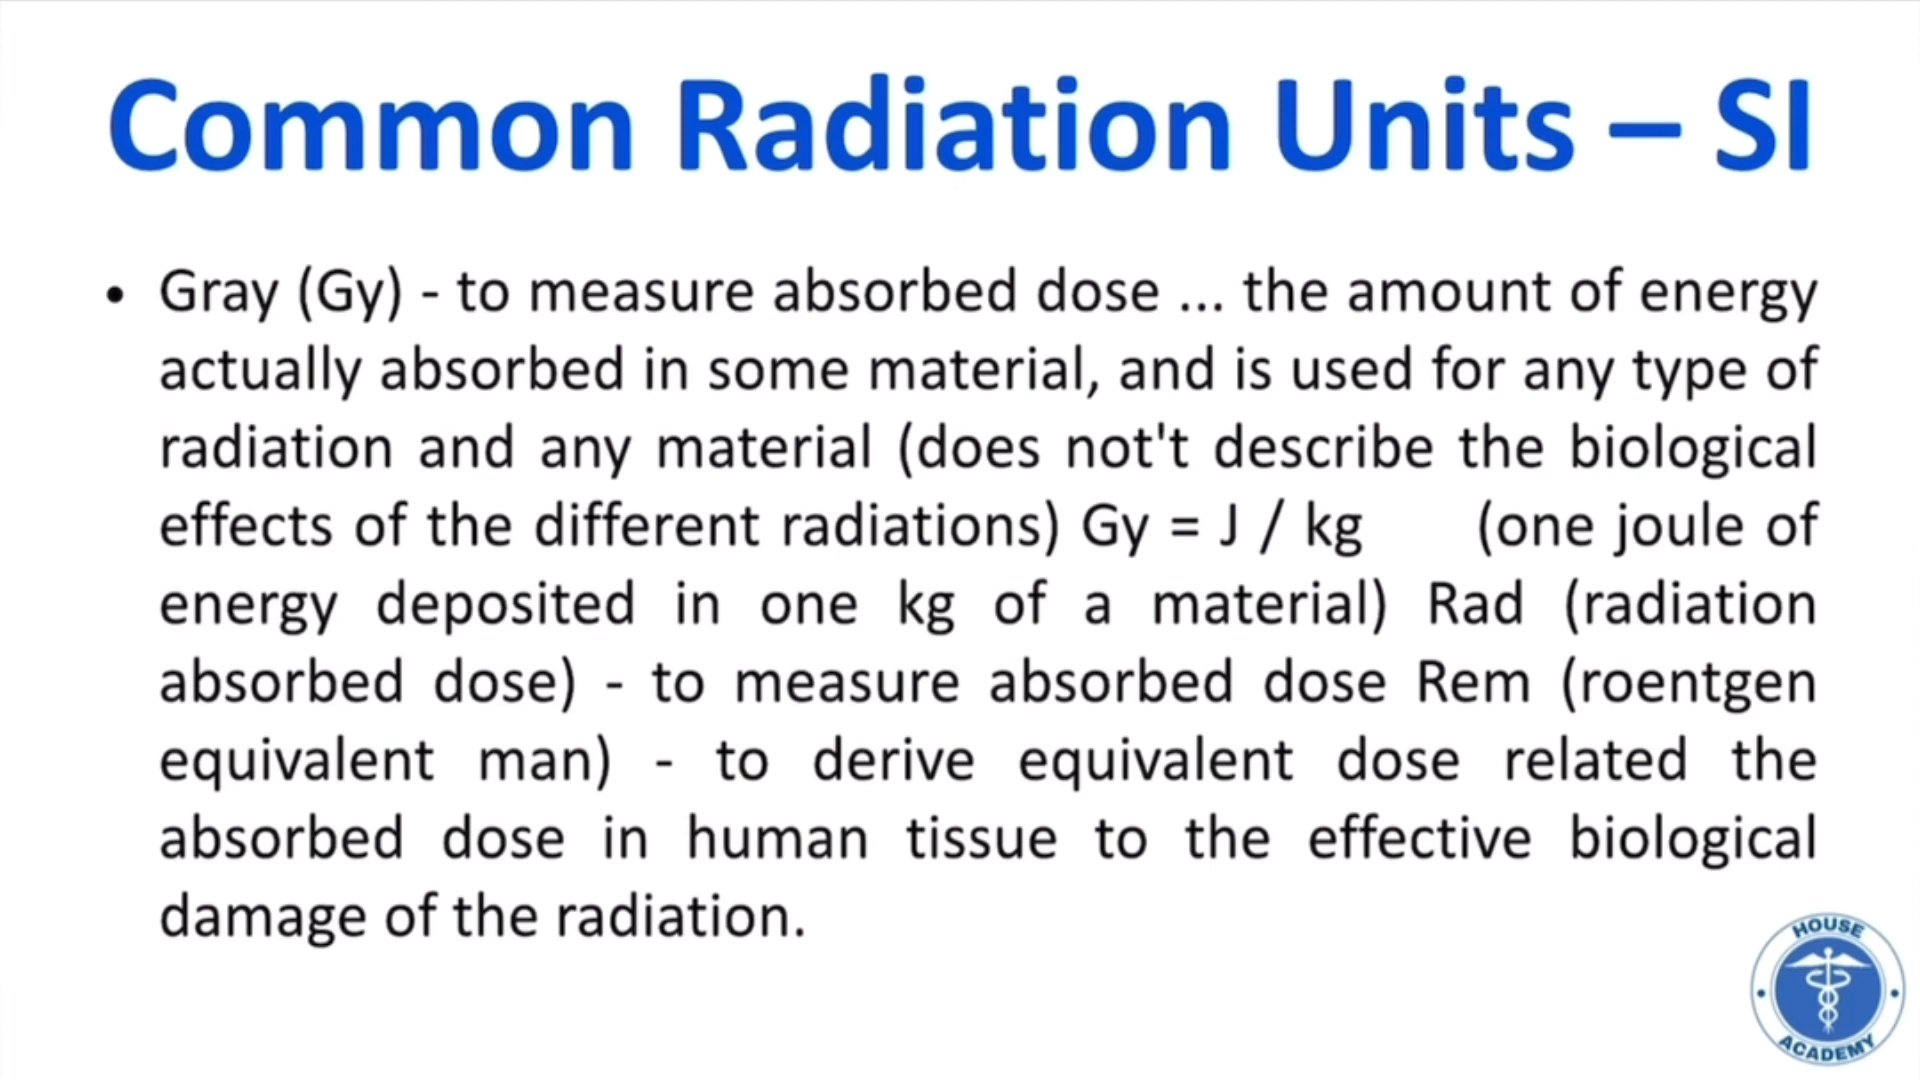 Common Radiation Units – SI
• Gray (Gy) - to measure absorbed dose ... the amount of energy
actually absorbed in some material, and is used for any type of
radiation and any material (does not't describe the biological
effects of the different radiations) Gy = J / kg (one joule of
energy deposited in one kg of a material) Rad (radiation
absorbed dose) - to measure absorbed dose Rem (roentgen
equivalent man) - to derive equivalent dose related the
absorbed dose in human tissue to the effective biological
damage of the radiation.
HOUSE
ACADEMY